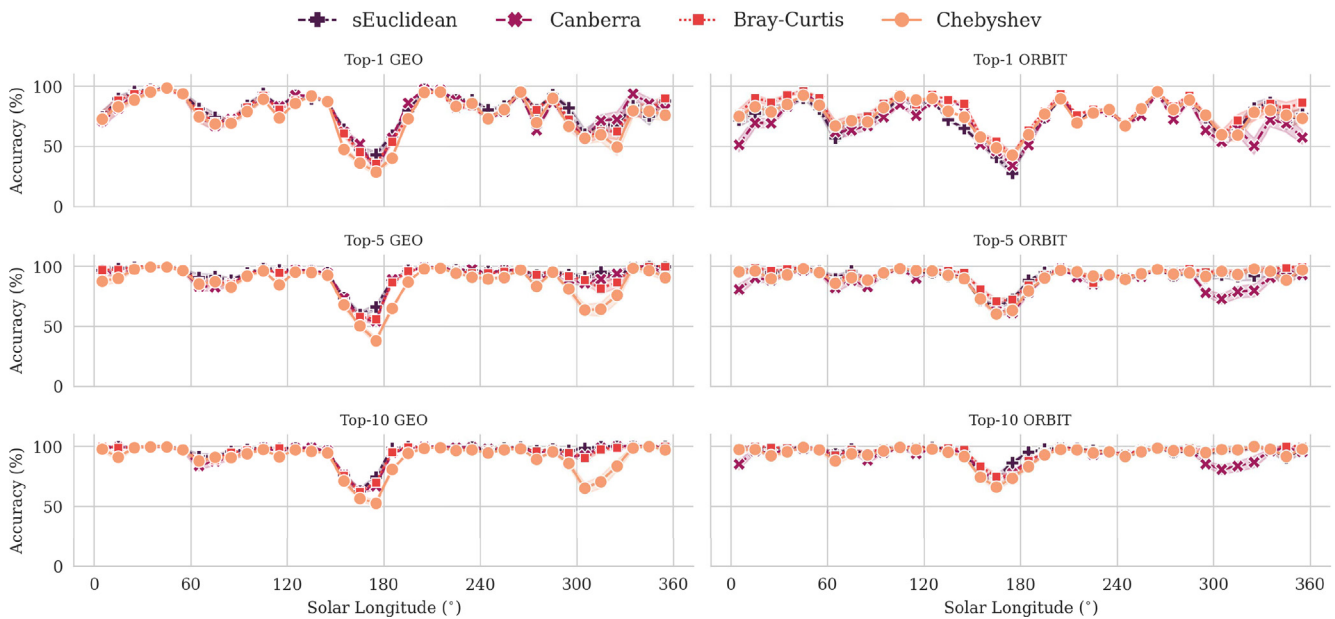 sEuclidean Canberra Bray-Curtis Chebyshev
Top-1 GEO Top-1 ORBIT
100
50
0
Accuracy (%)
Top-5 GEO Top-5 ORBIT
100
50
0
Accuracy (%)
Top-10 GEO Top-10 ORBIT
100
50
0
Accuracy (%)
0 60 120 180 240 300 360 0 60 120 180 240 300 360
Solar Longitude (°) Solar Longitude (°)